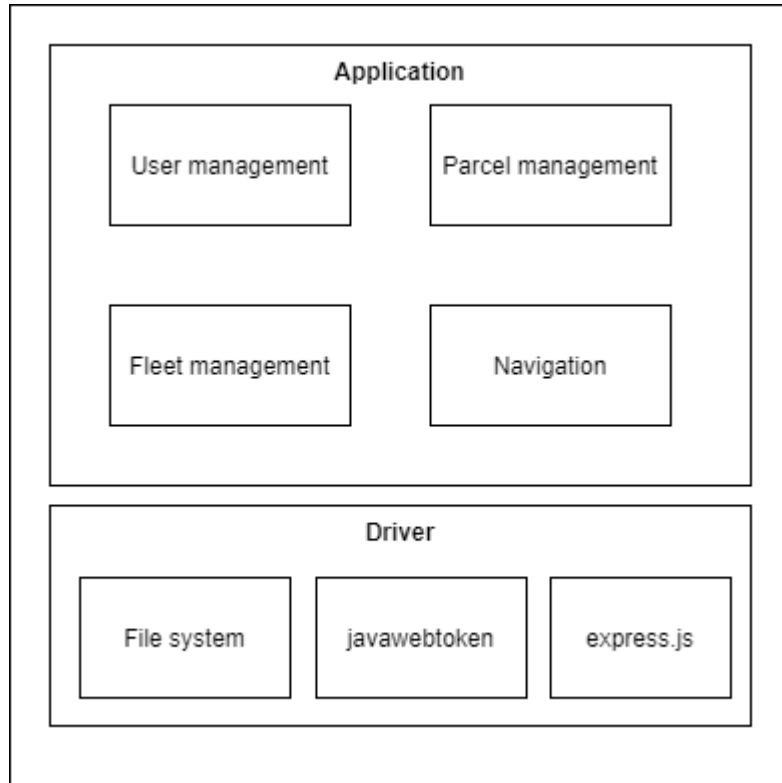 Application
User management
Parcel management
Fleet management
Navigation
Driver
File system
javawebtoken
express.js